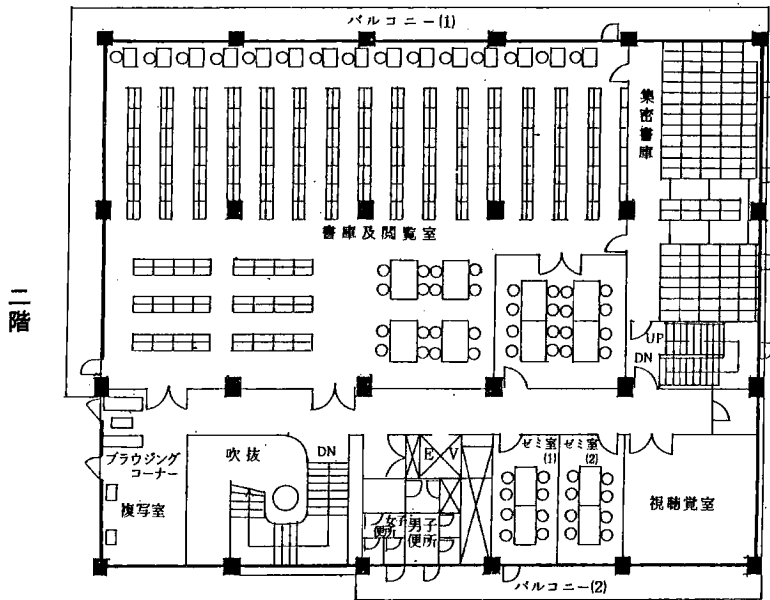 バルコニー(1)
集密書庫
書庫及閲覧室
二階
UP
DN
ブラウジング
コーナー
吹抜
DN
E V
ゼミ室
(1)
ゼミ室
(2)
複写室
女子
便所
男子
便所
視聴覚室
バルコニー(2)